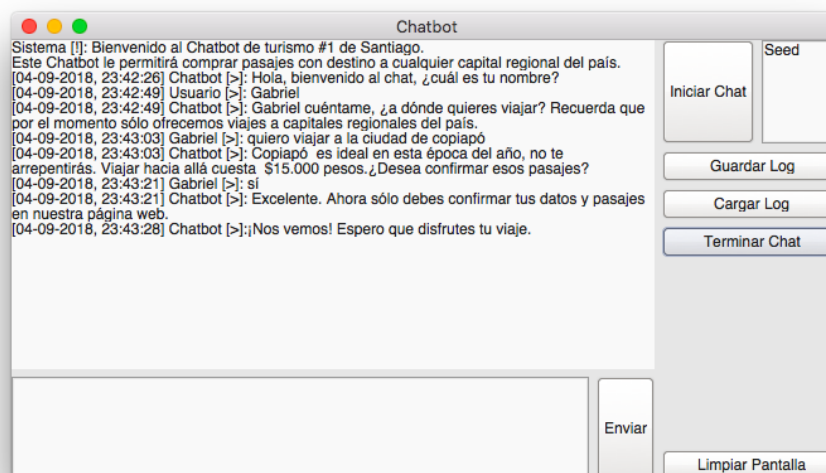 Chatbot
Sistema [!]: Bienvenido al Chatbot de turismo #1 de Santiago.
Este Chatbot le permitirá comprar pasajes con destino a cualquier capital regional del país.
[04-09-2018, 23:42:26] Chatbot [>]: Hola, bienvenido al chat, ¿cuál es tu nombre?
[04-09-2018, 23:42:49] Usuario [>]: Gabriel
[04-09-2018, 23:42:49] Chatbot [>]: Gabriel cuéntame, ¿a dónde quieres viajar? Recuerda que
por el momento sólo ofrecemos viajes a capitales regionales del país.
[04-09-2018, 23:43:03] Gabriel [>]: quiero viajar a la ciudad de copiapó
[04-09-2018, 23:43:03] Chatbot [>]: Copiapó  es ideal en esta época del año, no te
arrepentirás. Viajar hacia allá cuesta  $15.000 pesos.¿Desea confirmar esos pasajes?
[04-09-2018, 23:43:21] Gabriel [>]: sí
[04-09-2018, 23:43:21] Chatbot [>]: Excelente. Ahora sólo debes confirmar tus datos y pasajes
en nuestra página web.
[04-09-2018, 23:43:28] Chatbot [>]:¡Nos vemos! Espero que disfrutes tu viaje.
Iniciar Chat
Seed
Guardar Log
Cargar Log
Terminar Chat
Enviar
Limpiar Pantalla